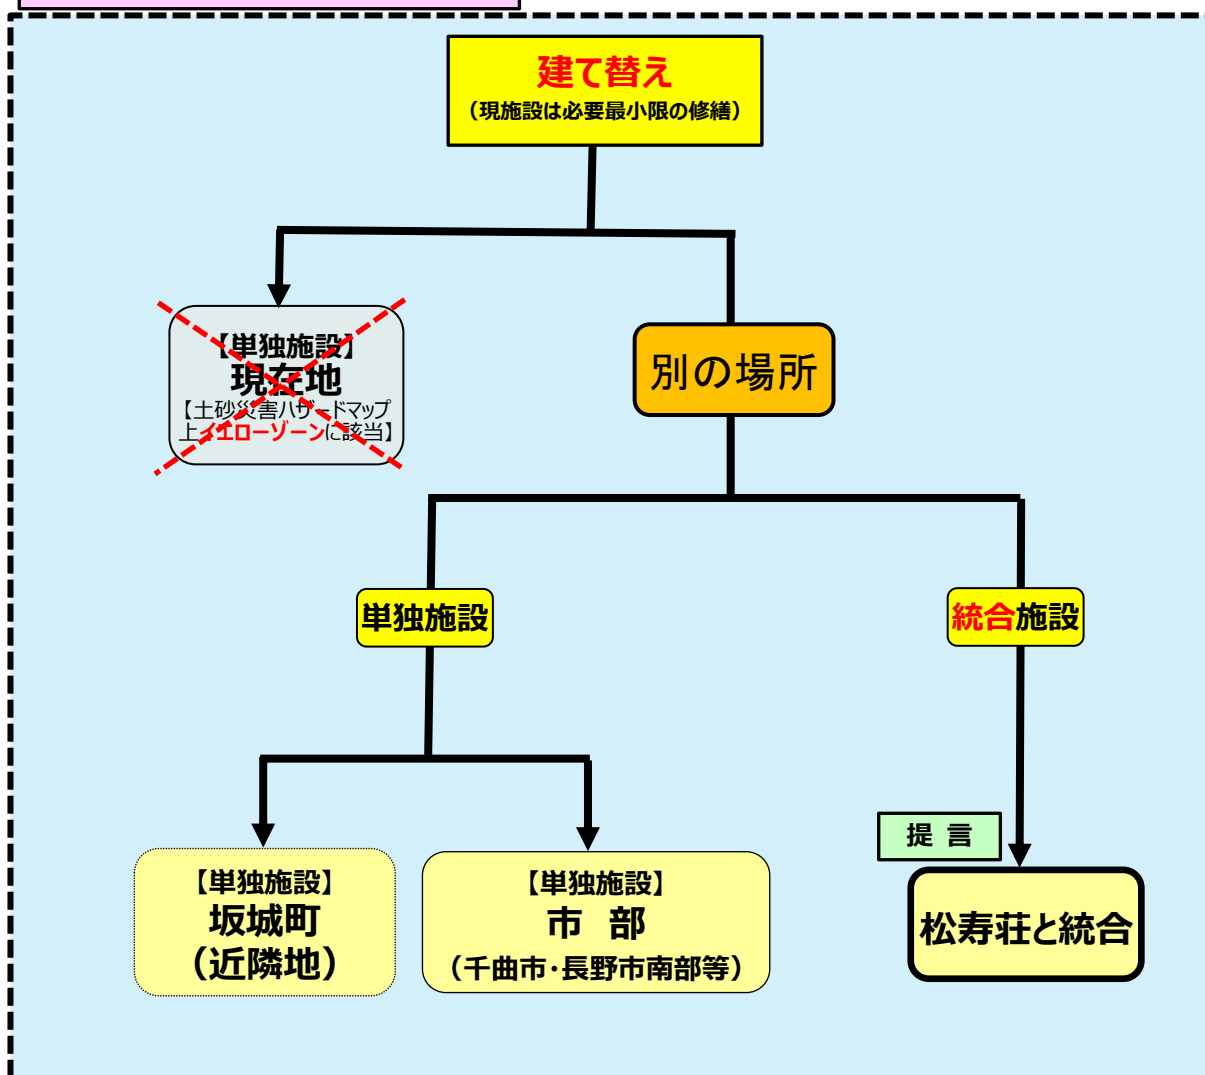 建て替え
（現施設は必要最小限の修繕）
【単独施設】
現在地
【土砂災害ハザードマップ
上イエローゾーンに該当】
別の場所
単独施設
統合施設
提 言
【単独施設】
坂城町
（近隣地）
【単独施設】
市 部
（千曲市・長野市南部等）
松寿荘と統合